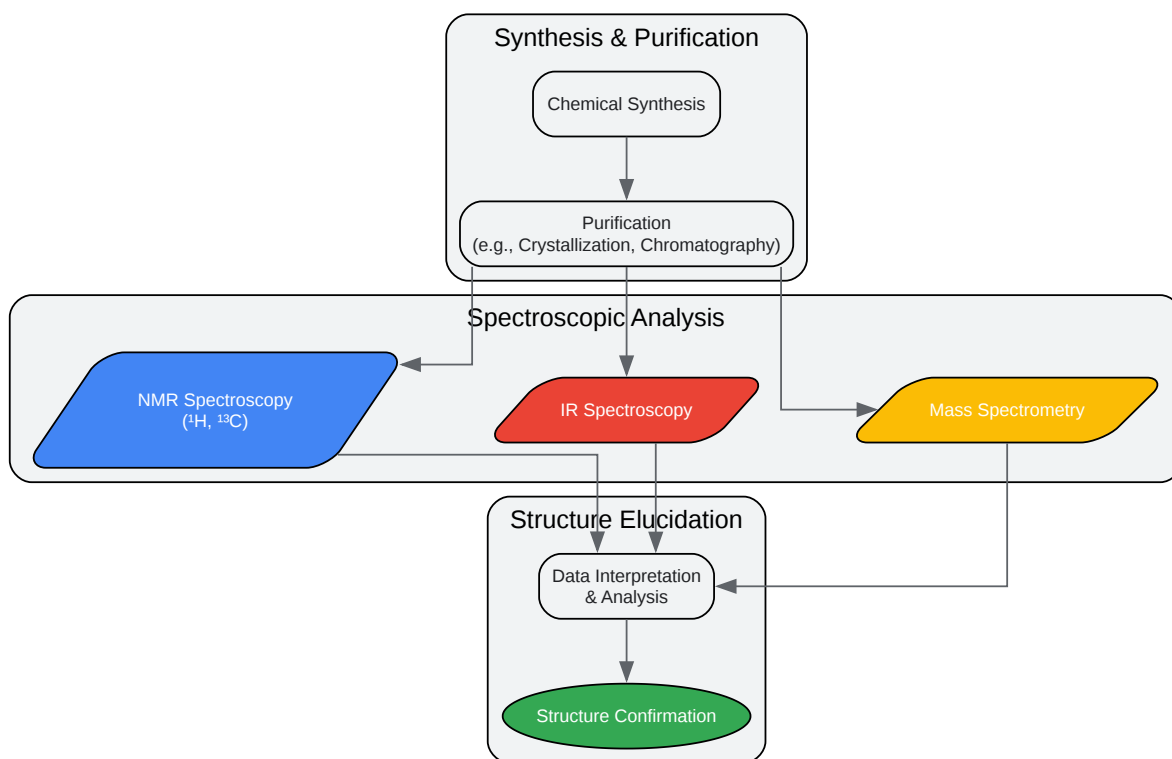 Synthesis & Purification
Chemical Synthesis
Purification
(e.g., Crystallization, Chromatography)
Spectroscopic Analysis
NMR Spectroscopy
(¹H, ¹³C)
IR Spectroscopy
Mass Spectrometry
Structure Elucidation
Data Interpretation
& Analysis
Structure Confirmation